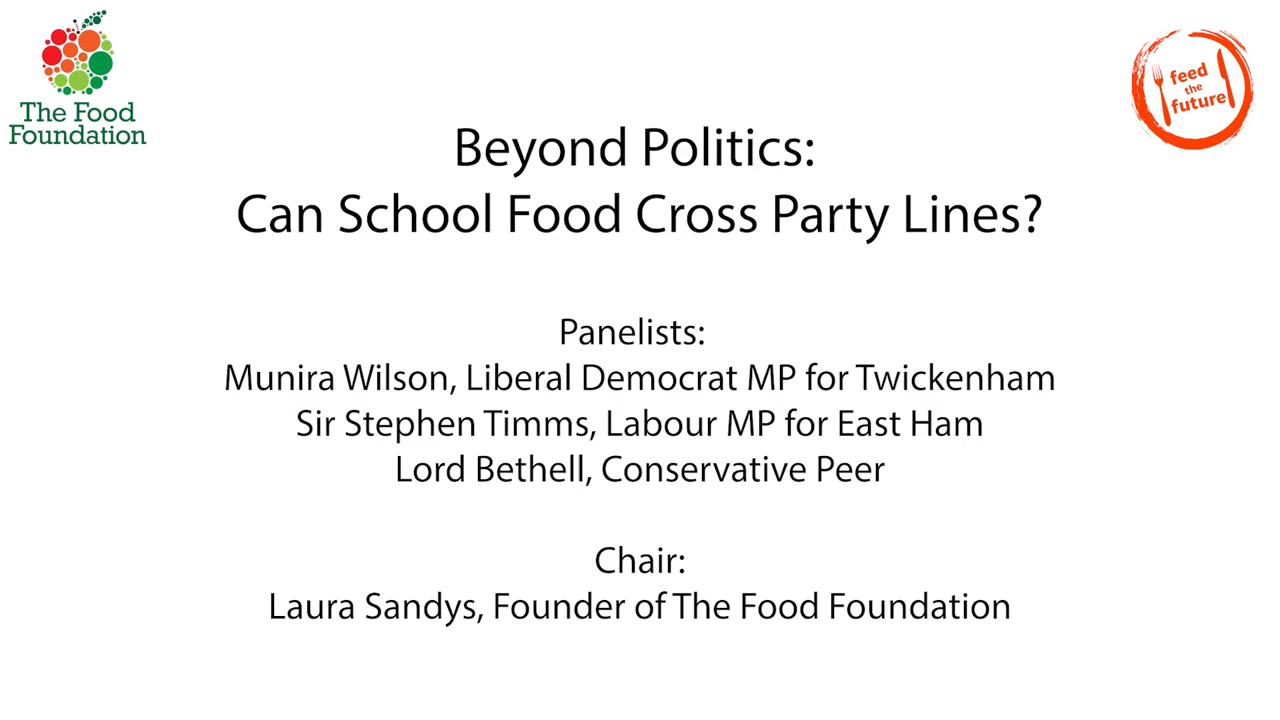 The Food
Foundation
feed
the
future
Beyond Politics:
Can School Food Cross Party Lines?
Panelists:
Munira Wilson, Liberal Democrat MP for Twickenham
Sir Stephen Timms, Labour MP for East Ham
Lord Bethell, Conservative Peer
Chair:
Laura Sandys, Founder of The Food Foundation